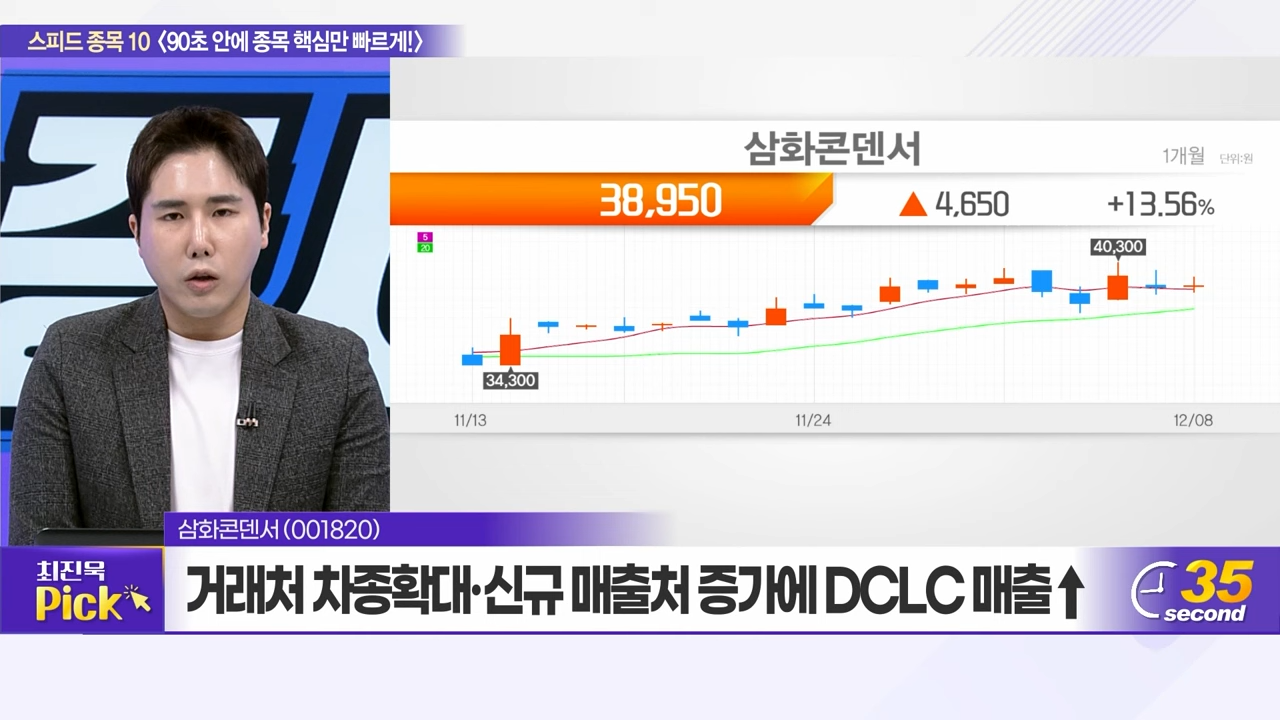 스피드 종목 10 〈90초 안에 종목 핵심만 빠르게!〉
삼화콘덴서
1개월 단위:원
38,950 ▲ 4,650 +13.56%
5
20
40,300
34,300
11/13 11/24 12/08
삼화콘덴서(001820)
최진욱
Pick
거래처 차종확대·신규 매출처 증가에 DCLC 매출↑
35
second